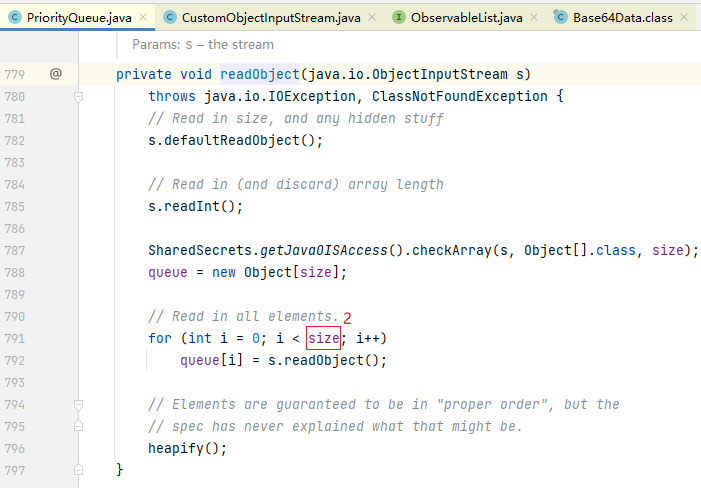 PriorityQueue.java × CustomObjectInputStream.java × ObservableList.java × Base64Data.class ×
Params: s – the stream
779 @ private void readObject(java.io.ObjectInputStream s)
780 throws java.io.IOException, ClassNotFoundException {
781 // Read in size, and any hidden stuff
782 s.defaultReadObject();
783
784 // Read in (and discard) array length
785 s.readInt();
786
787 SharedSecrets.getJavaOISAccess().checkArray(s, Object[].class, size);
788 queue = new Object[size];
789
790 // Read in all elements. 2
791 for (int i = 0; i < size; i++)
792 queue[i] = s.readObject();
793
794 // Elements are guaranteed to be in "proper order", but the
795 // spec has never explained what that might be.
796 heapify();
797 }